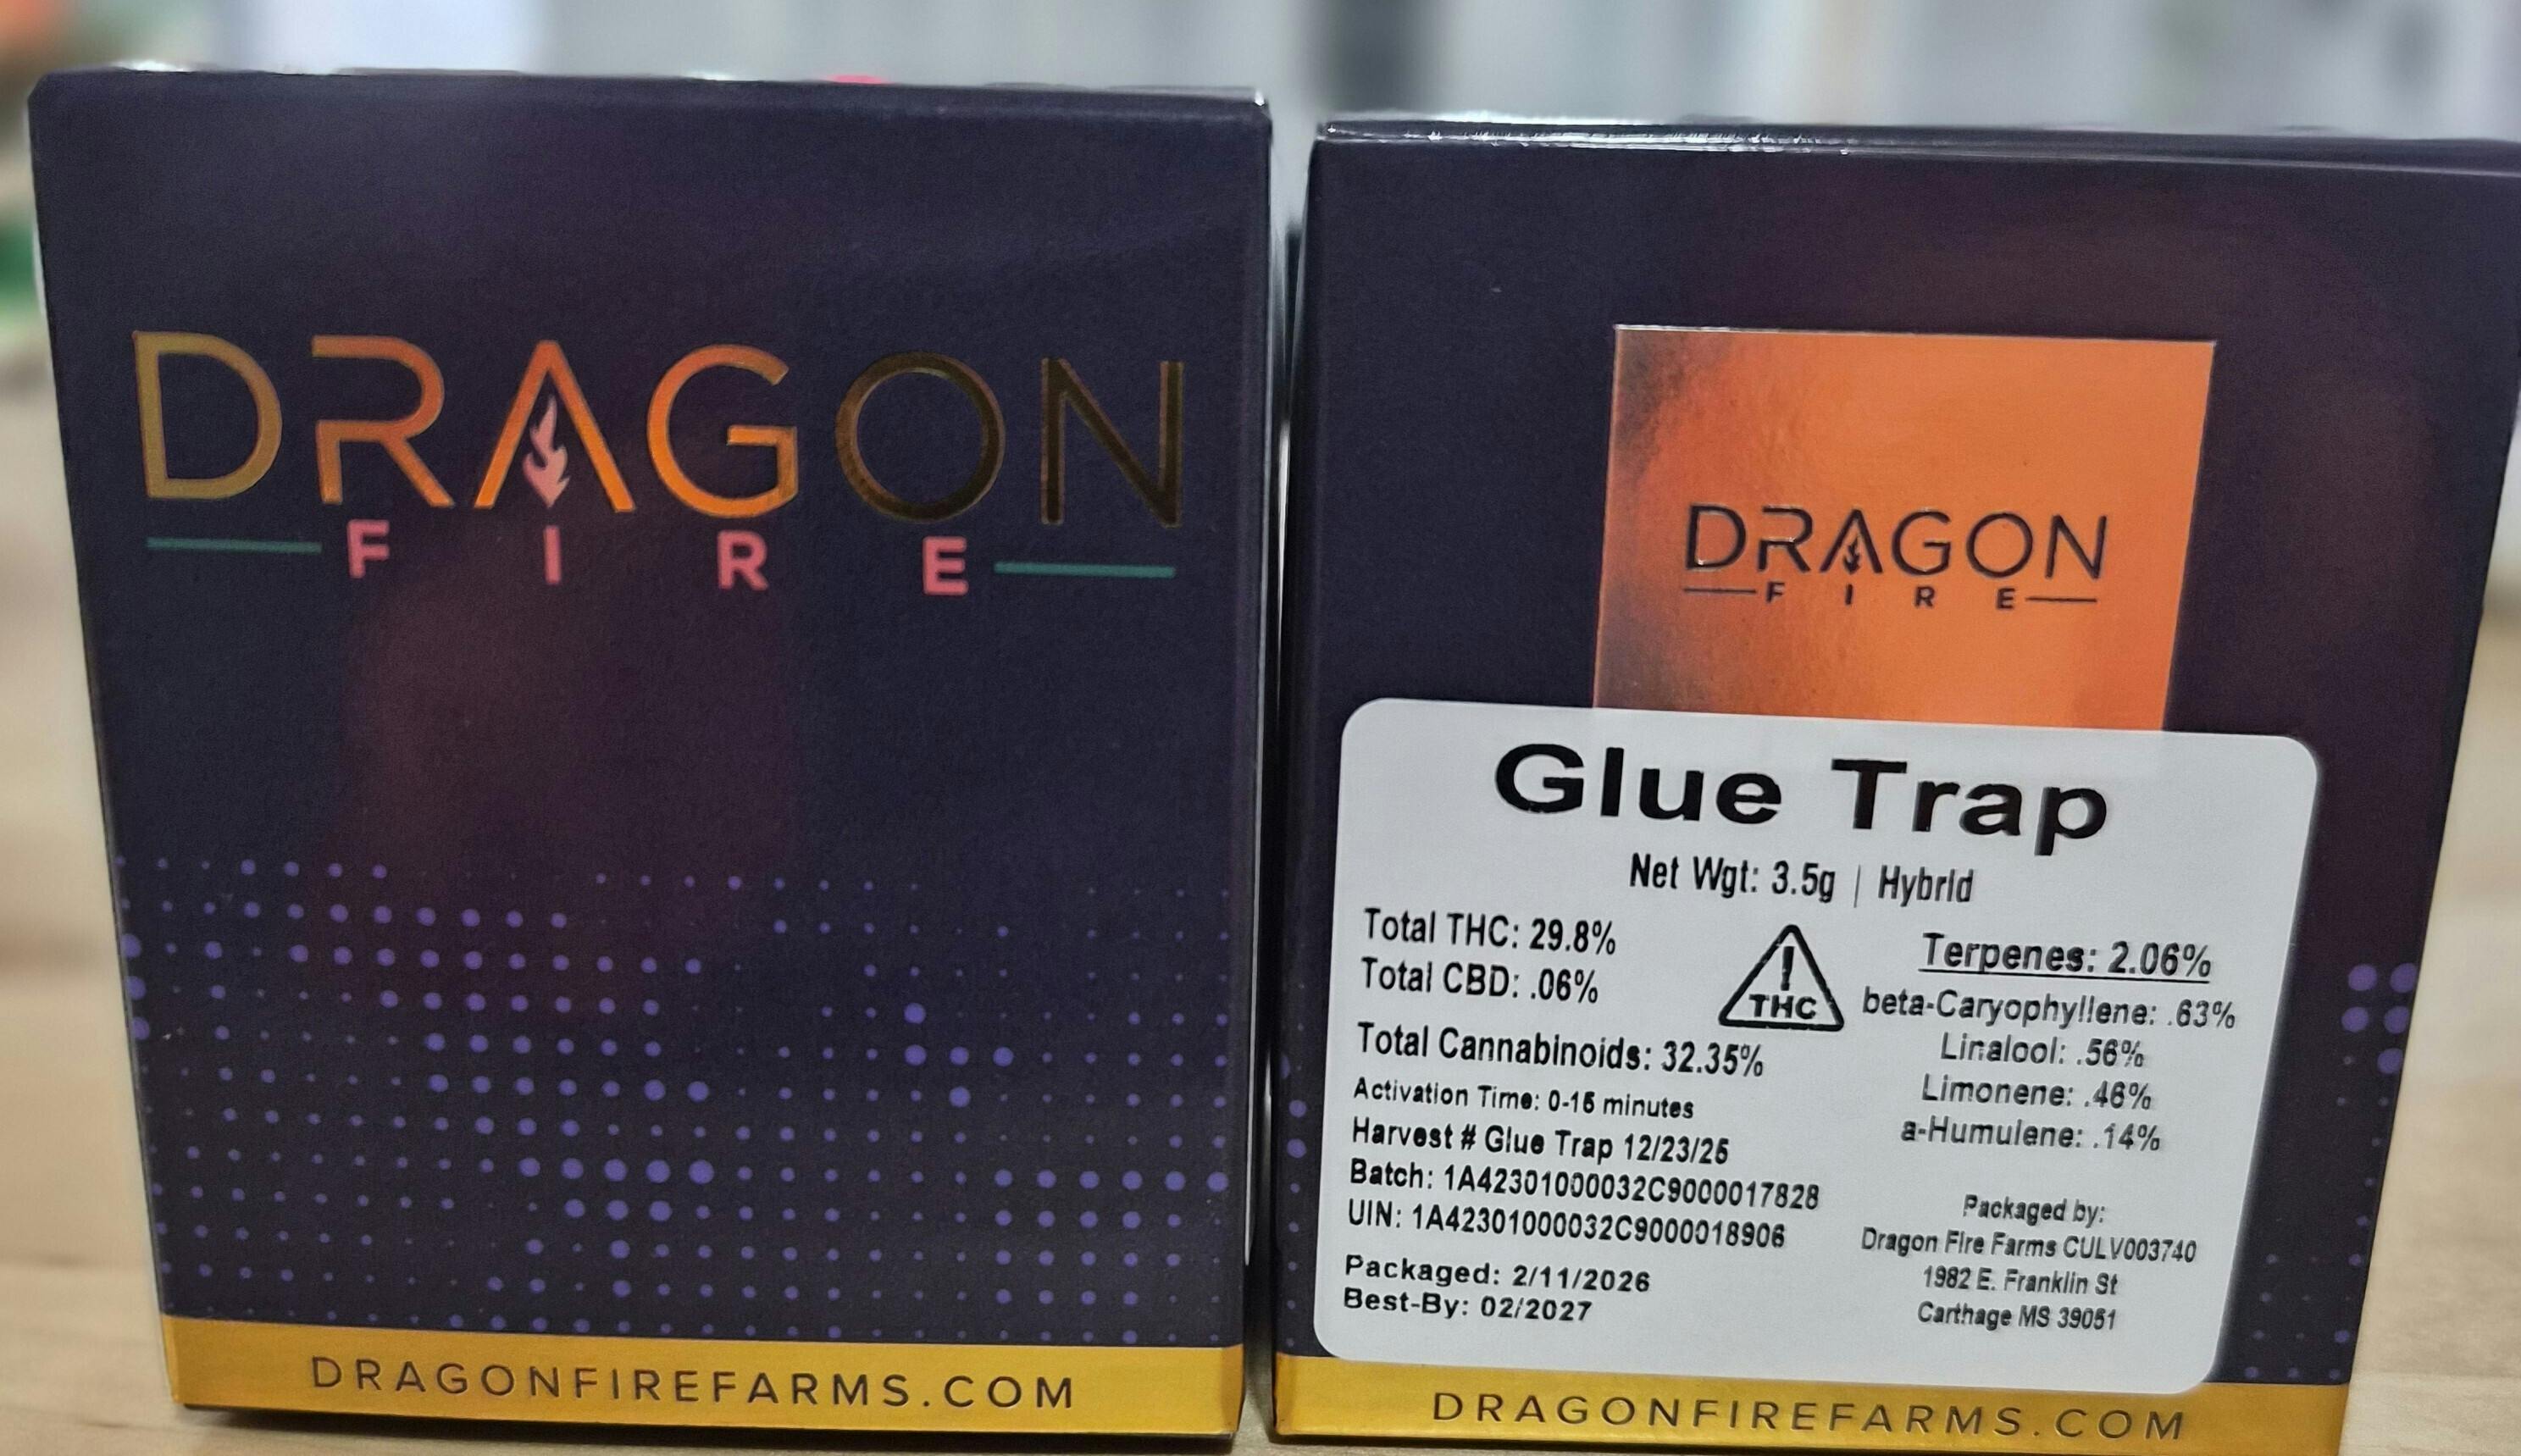 DRAGON
FIRE
DRAGONFIREFARMS.COM
DRAGON
FIRE
Glue Trap
Net Wgt: 3.5g | Hybrid
Total THC: 29.8%
Total CBD: .06%
Total Cannabinoids: 32.35%
Activation Time: 0-15 minutes
Harvest # Glue Trap 12/23/25
Batch: 1A42301000032C9000017828
UIN: 1A42301000032C9000018906
Packaged: 2/11/2026
Best-By: 02/2027
! THC
Terpenes: 2.06%
beta-Caryophyllene: .63%
Linalool: .56%
Limonene: .46%
a-Humulene: .14%
Packaged by:
Dragon Fire Farms CULV003740
1982 E. Franklin St
Carthage MS 39051
DRAGONFIREFARMS.COM